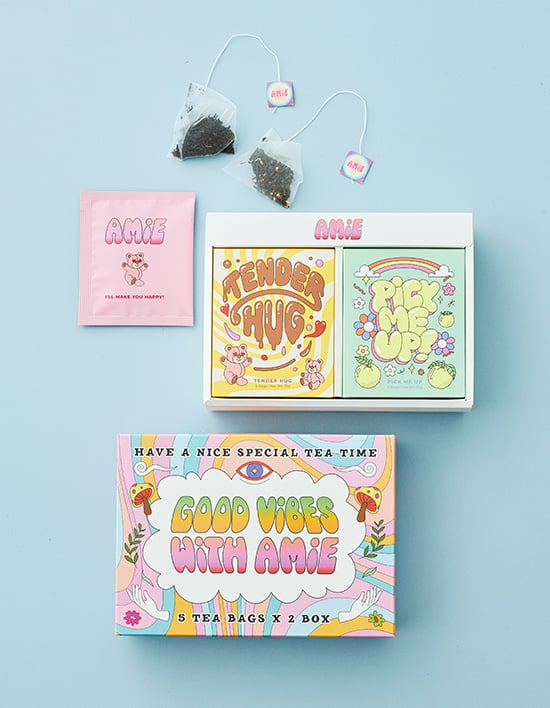 AMiE
AMiE
AMiE
I'LL MAKE YOU HAPPY!
AMiE
TENDER
HUG
TENDER HUG
PiCK
ME
UP!
PICK ME UP
HAVE A NICE SPECIAL TEA TIME
GOOD ViBES
WiTH AMiE
5 TEA BAGS X 2 BOX